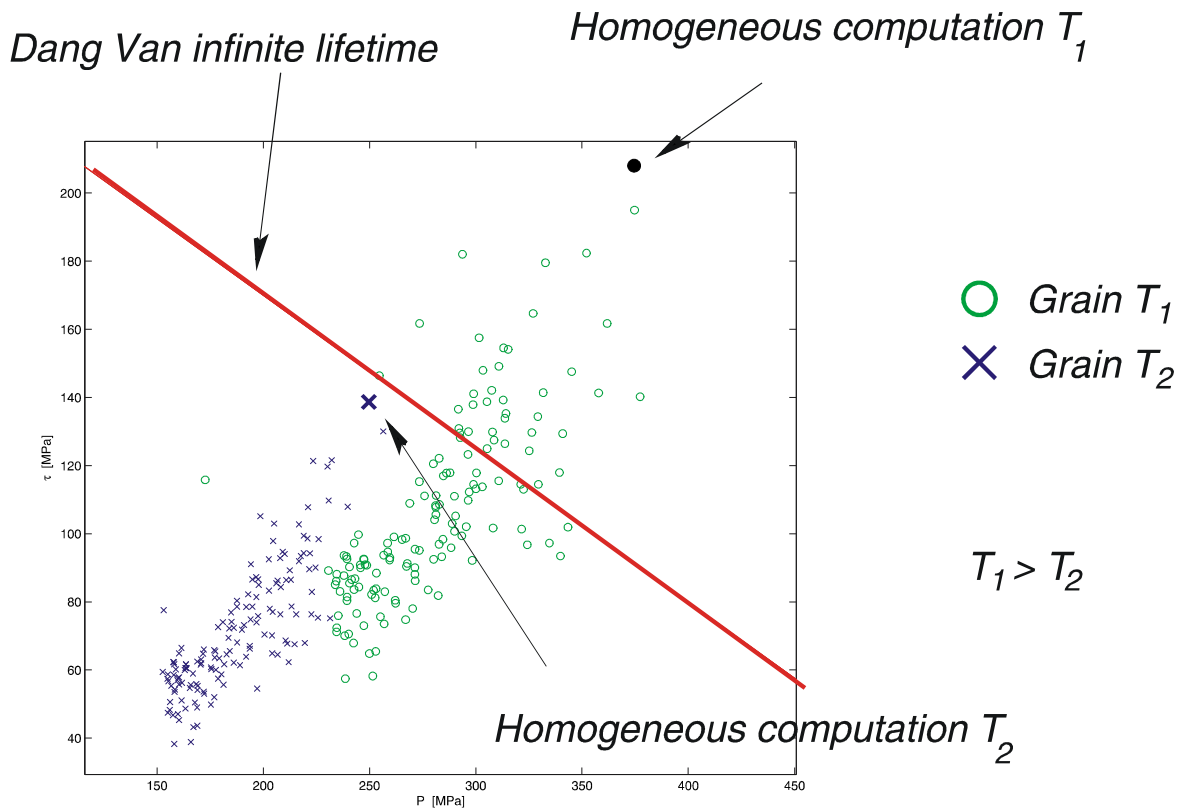 Dang Van infinite lifetime
Homogeneous computation T1
200
180
160
140
120
100
80
60
40
τ [MPa]
150
200
250
300
350
400
450
P [MPa]
Grain T1
Grain T2
T1 > T2
Homogeneous computation T2